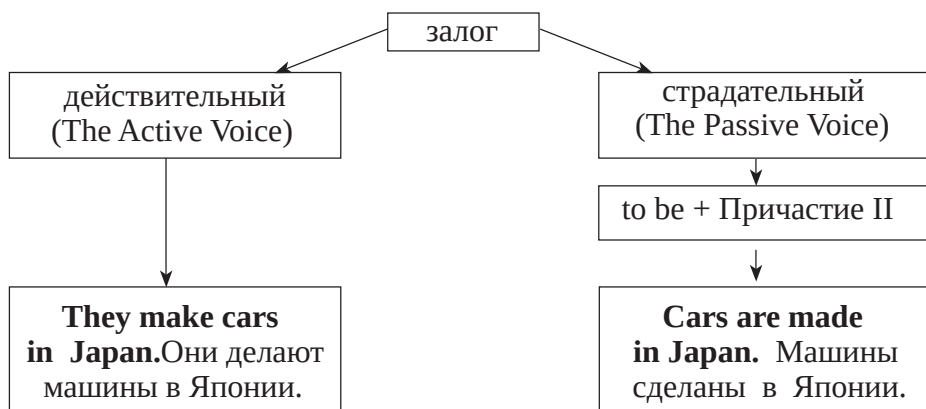 залог
действительный
(The Active Voice)
страдательный
(The Passive Voice)
to be + Причастие II
They make cars
in Japan.Они делают
машины в Японии.
Cars are made
in Japan. Машины
сделаны в Японии.